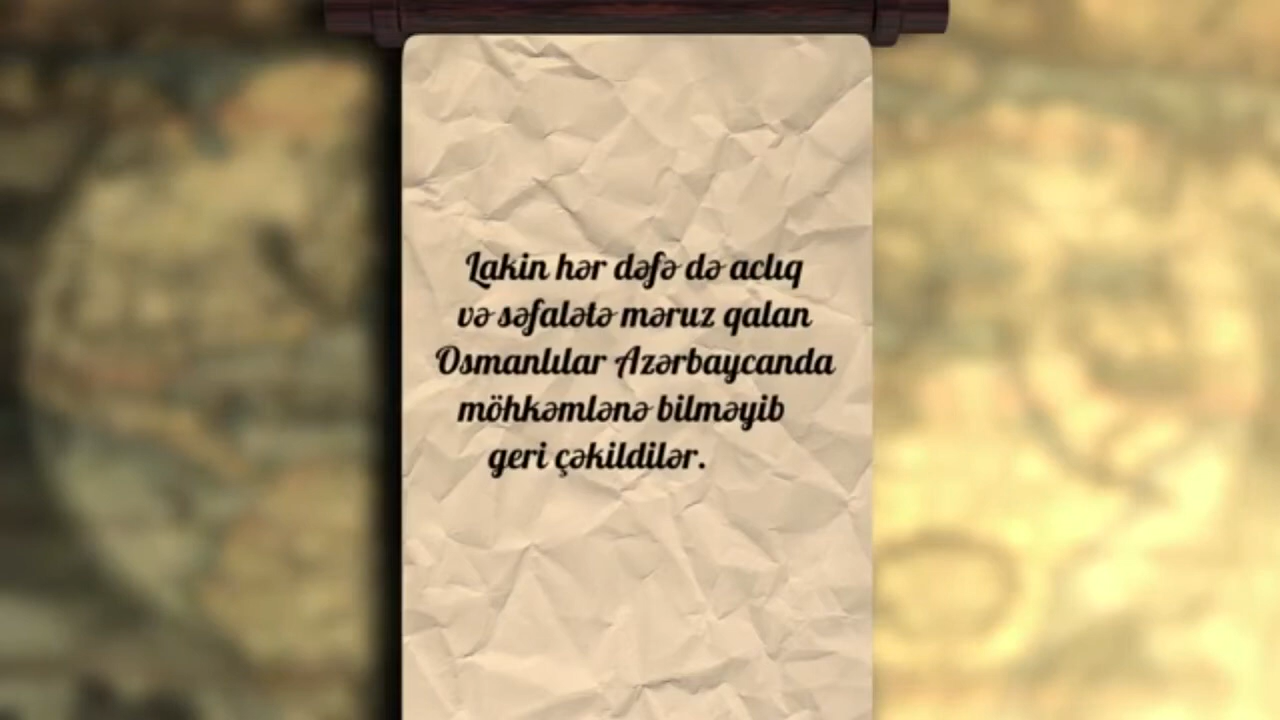 Lakin hər dəfə də aclıq
və səfalətə məruz qalan
Osmanlılar Azərbaycanda
möhkəmlənə bilməyib
geri çəkildilər.